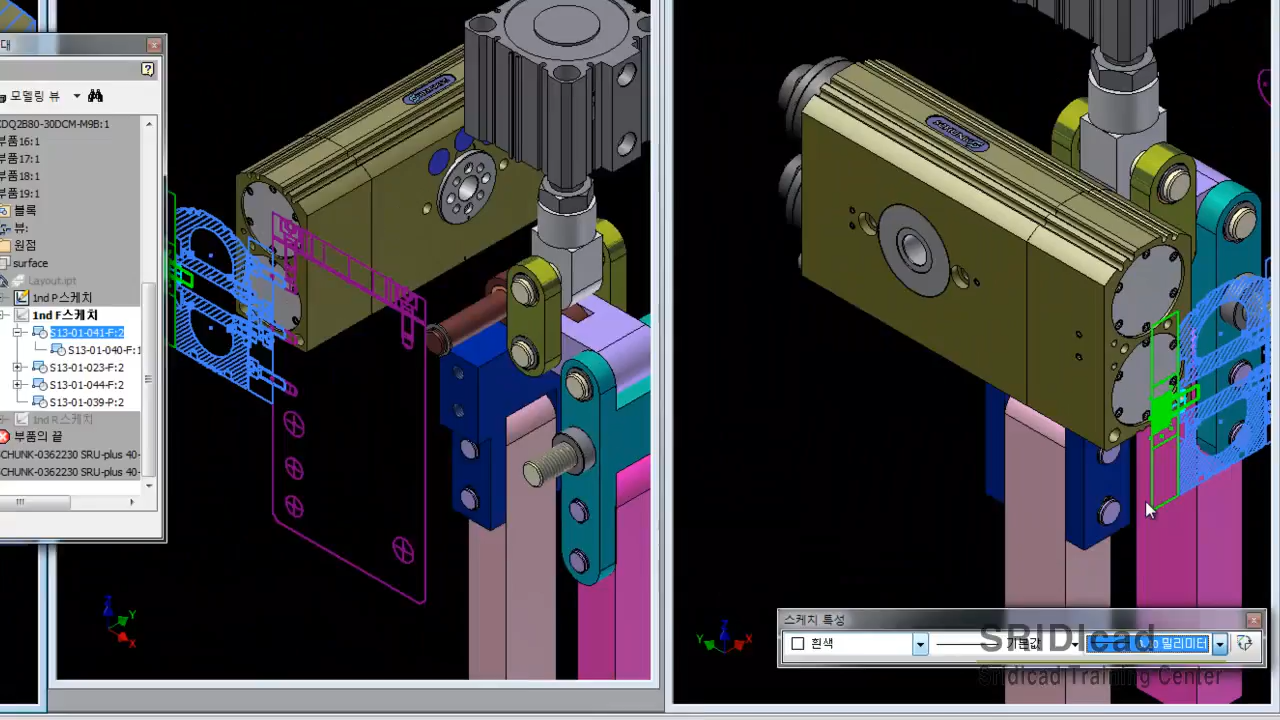 대
모델링 뷰
CDQ2B80-30DCM-M9B:1
부품16:1
부품17:1
부품18:1
부품19:1
블록
뷰:
원점
surface
Layout.ipt
1nd P스케치
1nd F스케치
S13-01-041-F:2
S13-01-040-F:1
S13-01-023-F:2
S13-01-044-F:2
S13-01-039-P:2
1nd R스케치
부품의 끝
SCHUNK-0362230 SRU-plus 40-
SCHUNK-0362230 SRU-plus 40-
SCHUNK
SCHUNK
Z
Y
X
Z
Y
X
스케치 특성
흰색
기본값
밀리미터
SRIDIcad
Sridicad Training Center